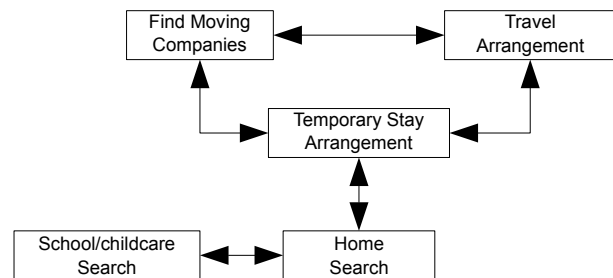 Find Moving
Companies
Travel
Arrangement
Temporary Stay
Arrangement
School/childcare
Search
Home
Search